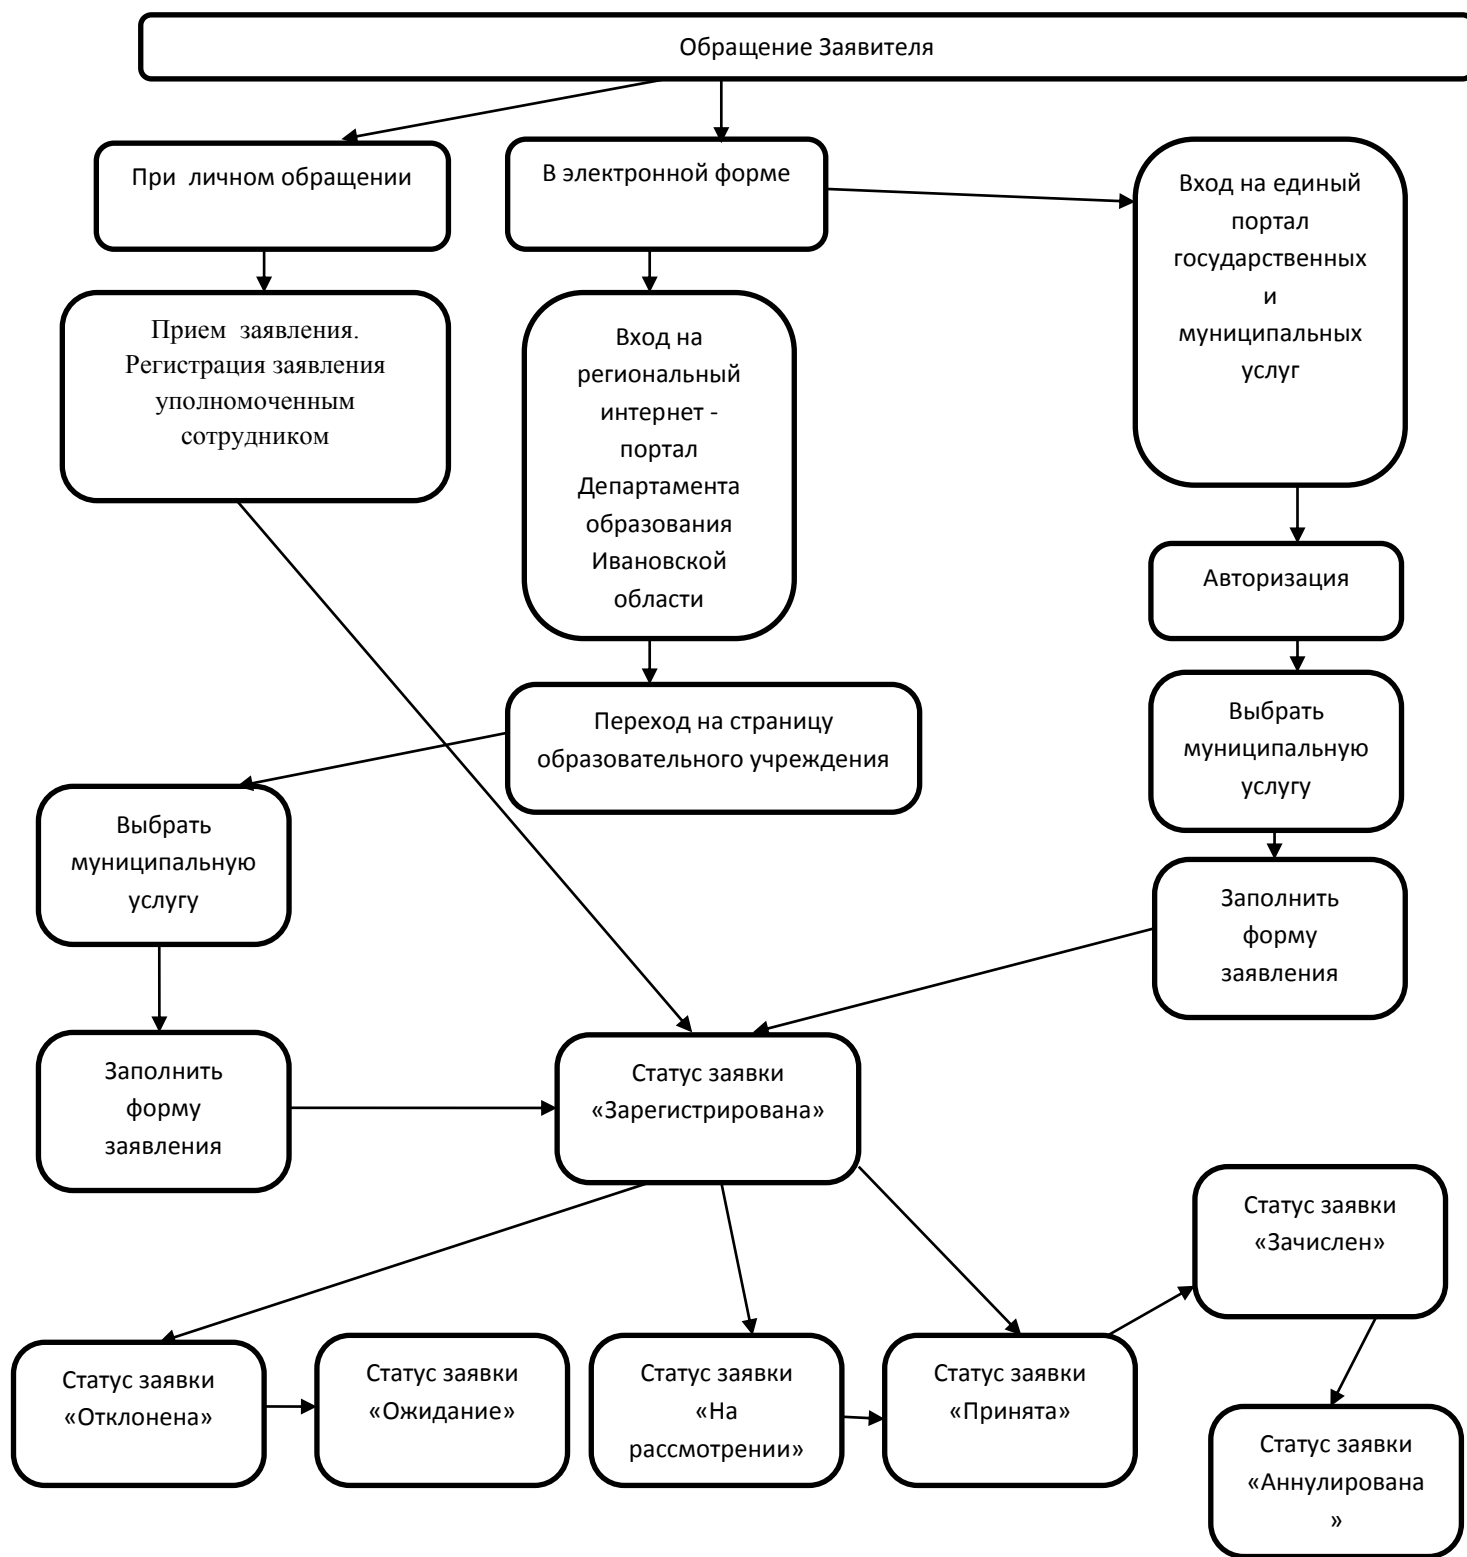 Обращение Заявителя
При личном обращении
В электронной форме
Вход на единый
портал
государственных
и
муниципальных
услуг
Прием заявления.
Регистрация заявления
уполномоченным
сотрудником
Вход на
региональный
интернет -
портал
Департамента
образования
Ивановской
области
Авторизация
Переход на страницу
образовательного учреждения
Выбрать
муниципальную
услугу
Выбрать
муниципальную
услугу
Заполнить
форму
заявления
Заполнить
форму
заявления
Статус заявки
«Зарегистрирована»
Статус заявки
«Зачислен»
Статус заявки
«Отклонена»
Статус заявки
«Ожидание»
Статус заявки
«На
рассмотрении»
Статус заявки
«Принята»
Статус заявки
«Аннулирована
»